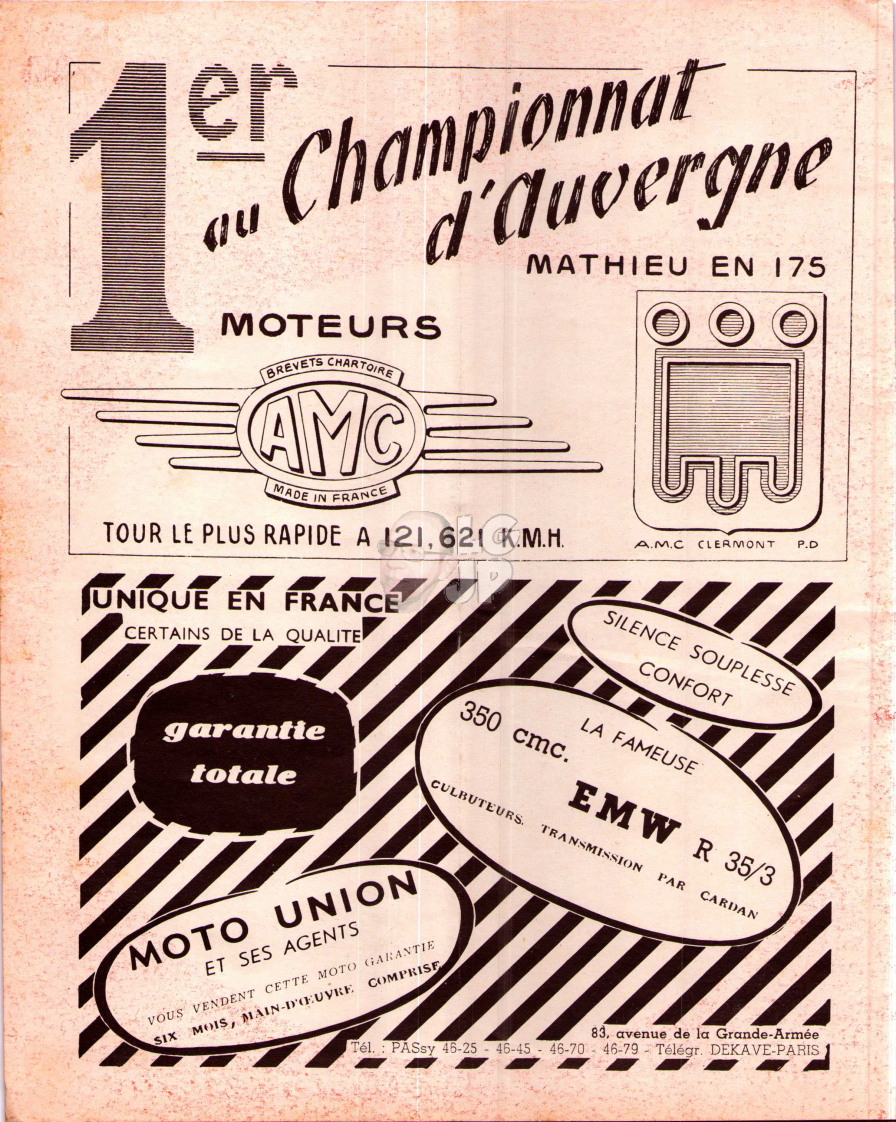 1er
au Championnat
d'Auvergne
MATHIEU EN 175
MOTEURS
BREVETS CHARTOIRE
AMC
MADE IN FRANCE
TOUR LE PLUS RAPIDE A 121,621 K.M.H.
A.M.C CLERMONT P.D
LC
JP
UNIQUE EN FRANCE
CERTAINS DE LA QUALITE
SILENCE SOUPLESSE
CONFORT
garantie
totale
350 cmc.
LA FAMEUSE
EMW R 35/3
CULBUTEURS. TRANSMISSION PAR CARDAN
MOTO UNION
ET SES AGENTS
VOUS VENDENT CETTE MOTO GARANTIE
SIX MOIS, MAIN-D'ŒUVRE COMPRISE
83, avenue de la Grande-Armée
Tél. : PASsy 46-25 - 46-45 - 46-70 - 46-79 - Télégr. DEKAVE-PARIS